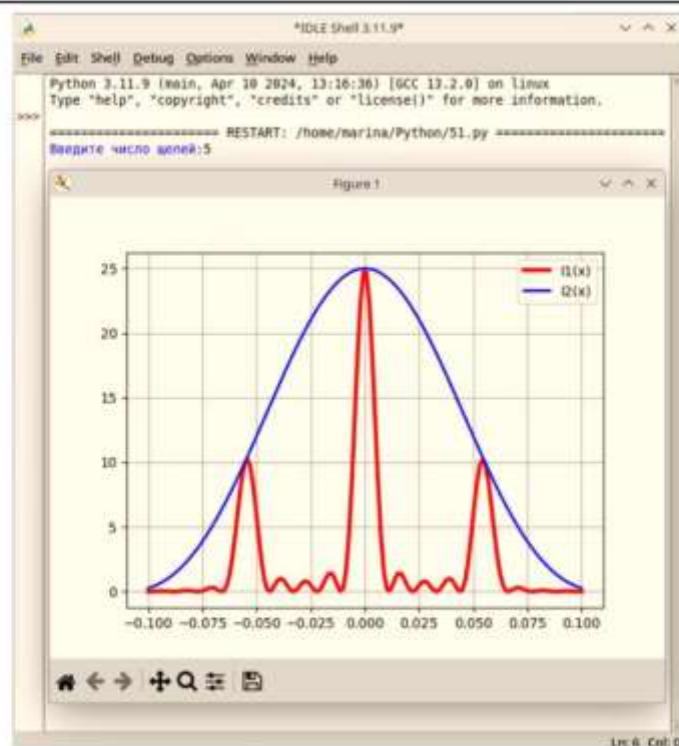 *IDLE Shell 3.11.9*
File Edit Shell Debug Options Window Help
Python 3.11.9 (main, Apr 10 2024, 13:16:36) [GCC 13.2.0] on linux
Type "help", "copyright", "credits" or "license()" for more information.
>>>
======================= RESTART: /home/marina/Python/51.py =======================
Введите число щелей:5
Figure 1
I1(x)
I2(x)
25
20
15
10
5
0
−0.100 −0.075 −0.050 −0.025 0.000 0.025 0.050 0.075 0.100
Ln: 6 Col: 0